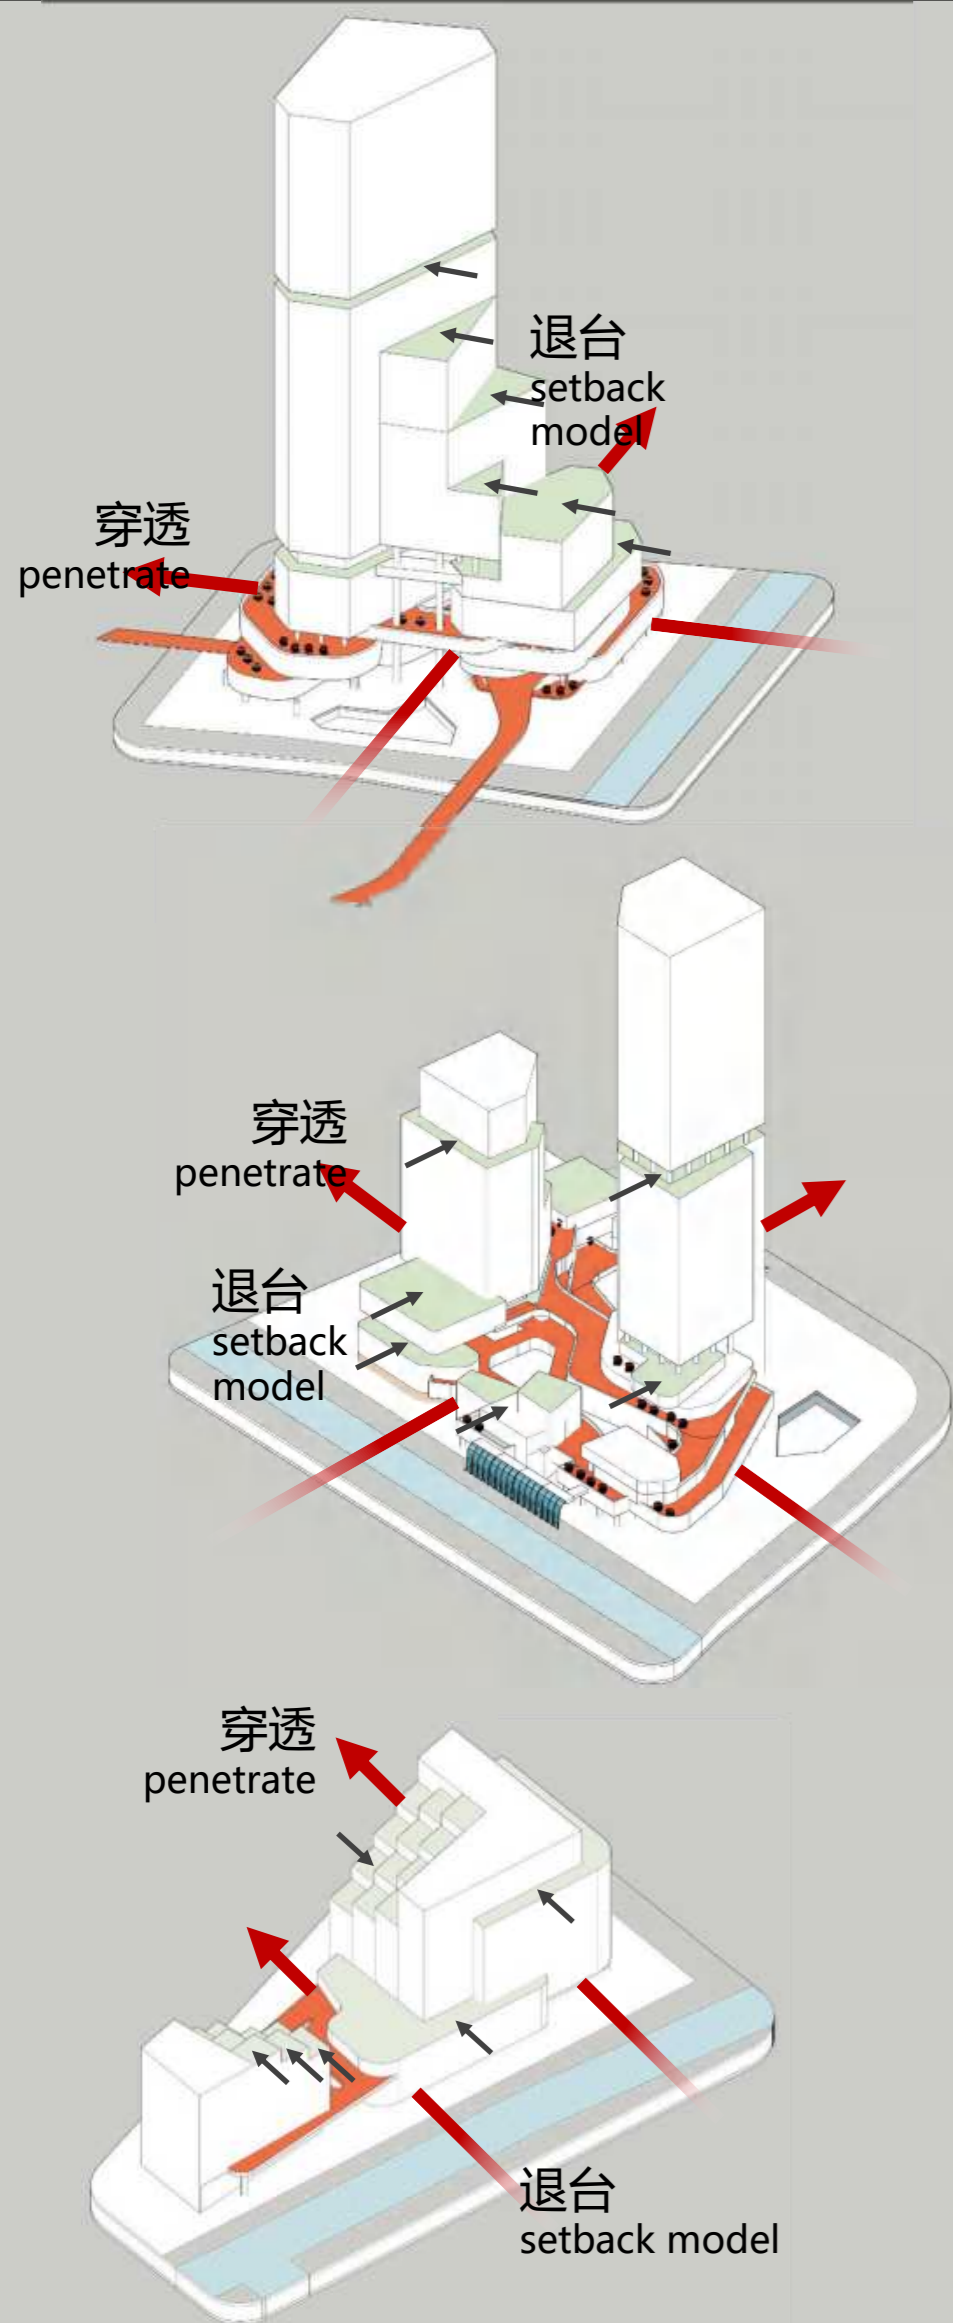 退台
setback
model
穿透
penetrate
穿透
penetrate
退台
setback
model
穿透
penetrate
退台
setback model